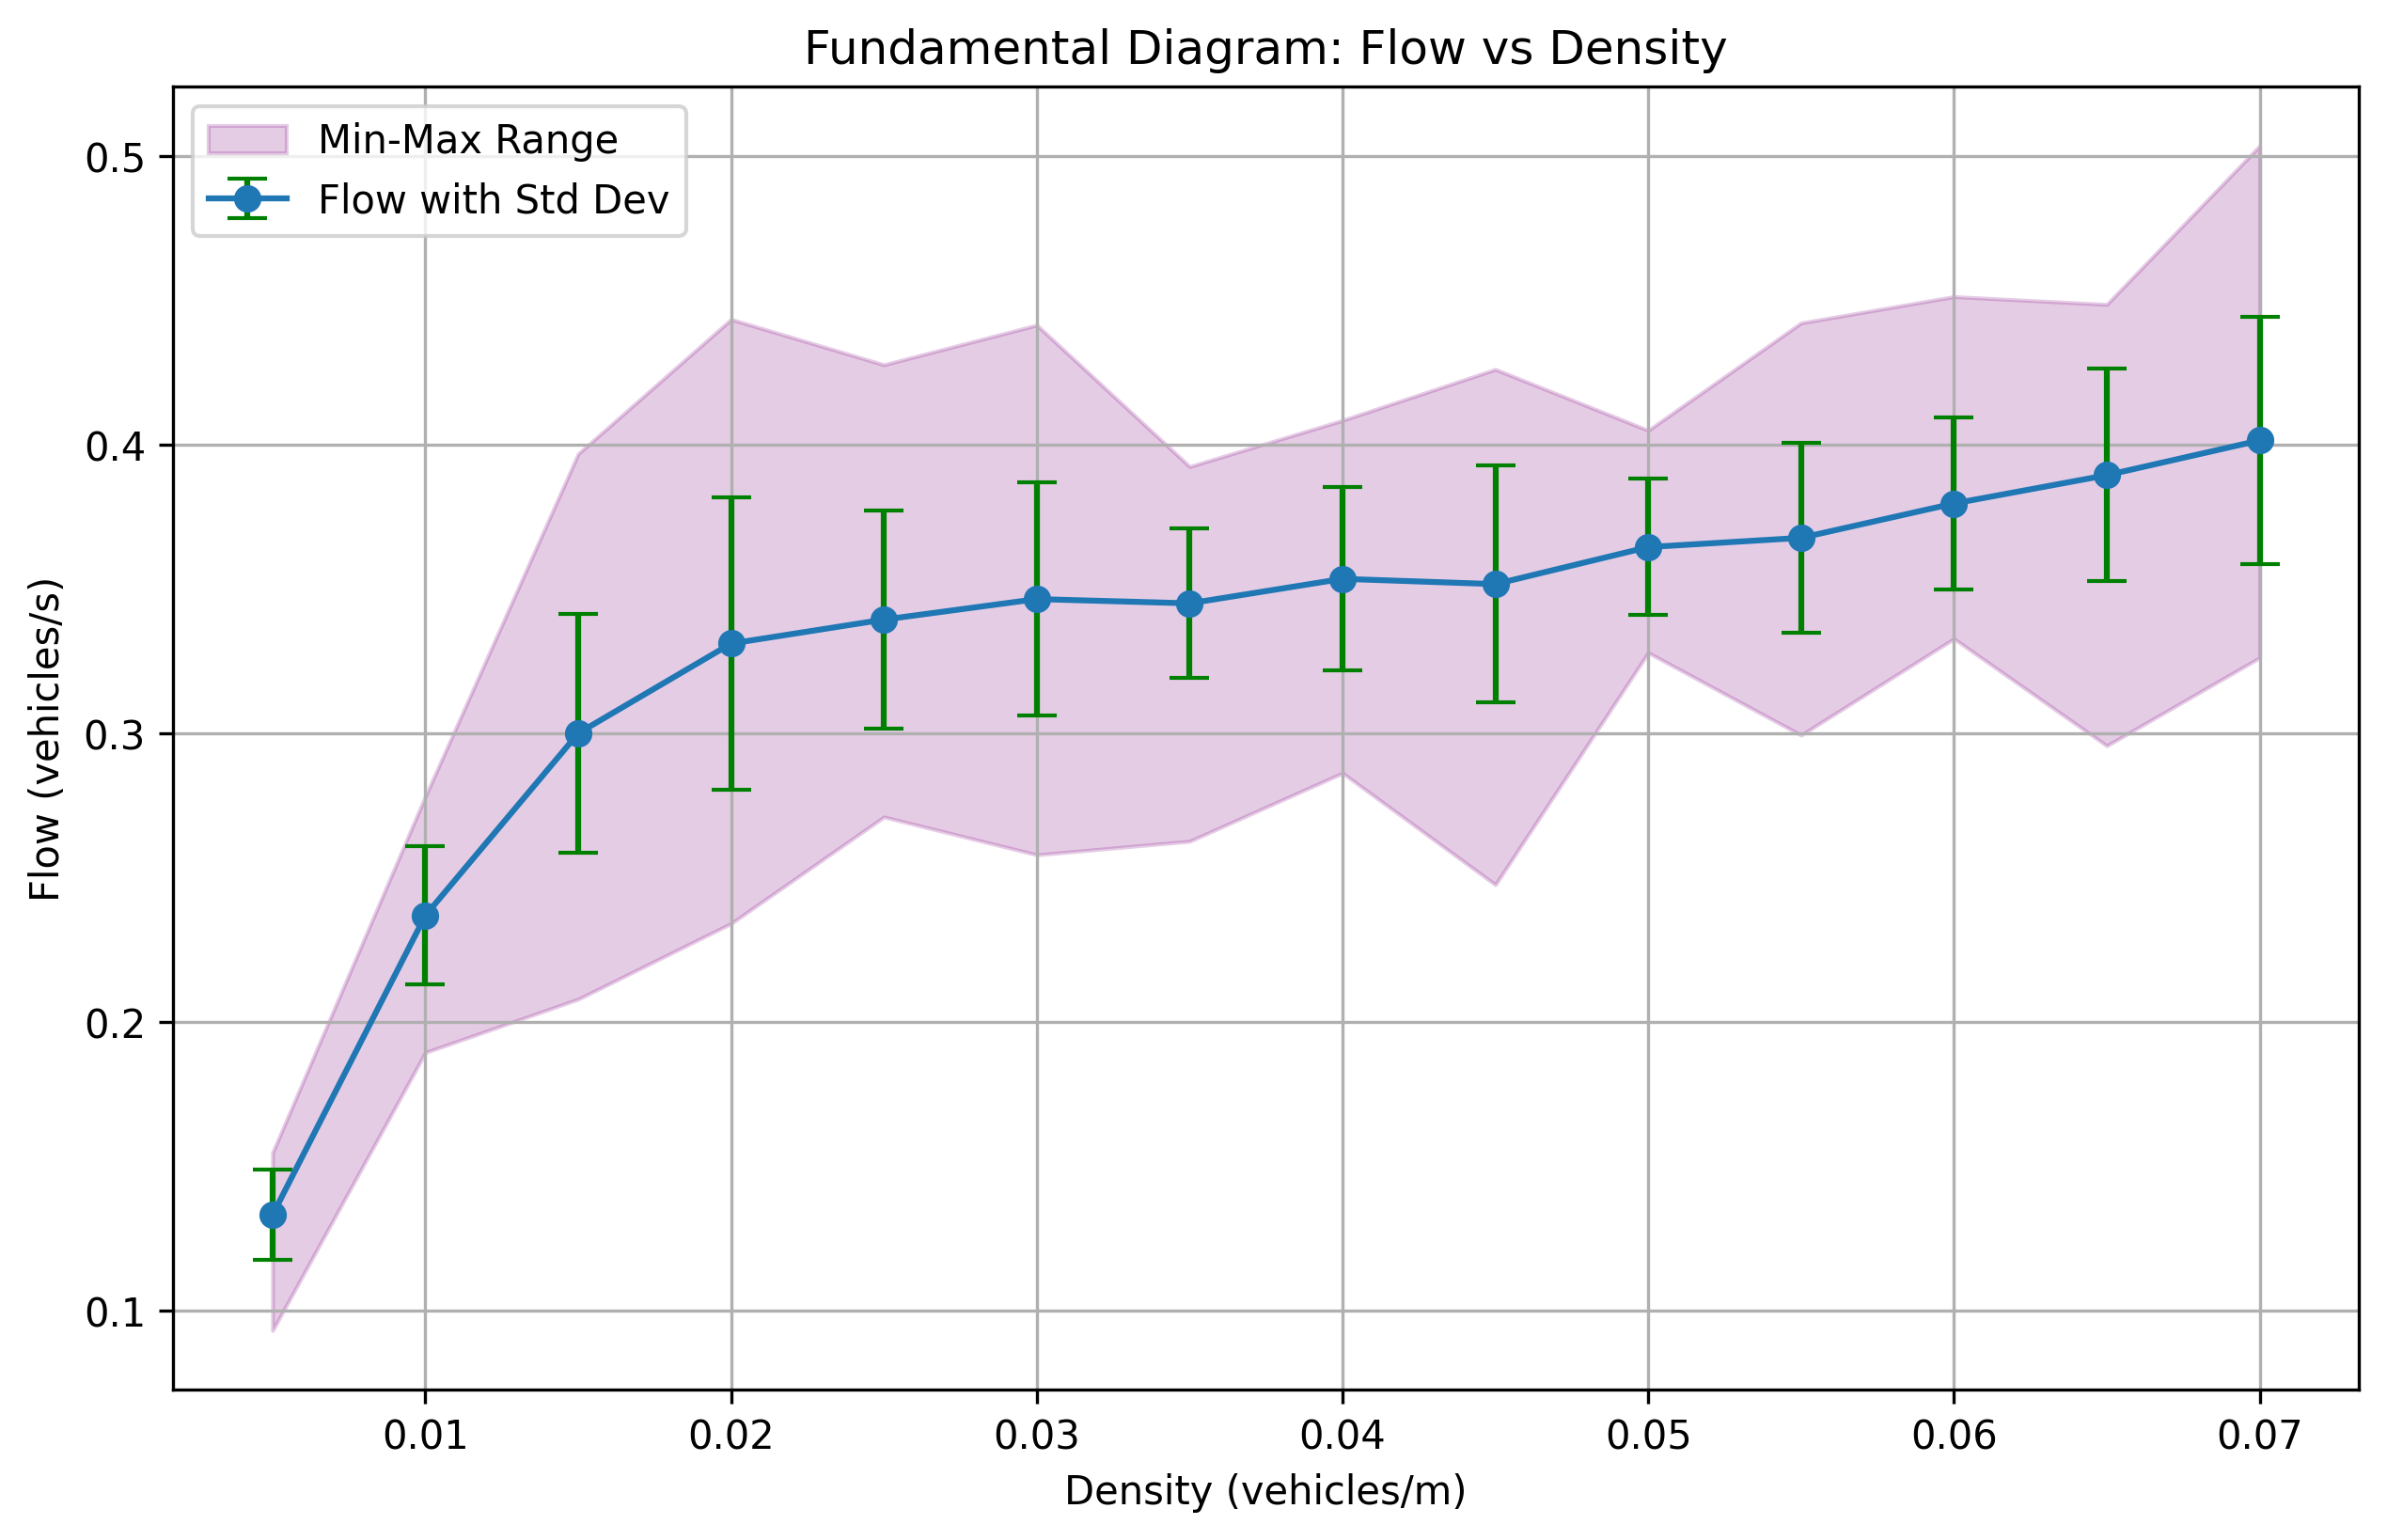 Fundamental Diagram: Flow vs Density
Min-Max Range
Flow with Std Dev
0.5
0.4
0.3
0.2
0.1
Flow (vehicles/s)
0.01 0.02 0.03 0.04 0.05 0.06 0.07
Density (vehicles/m)